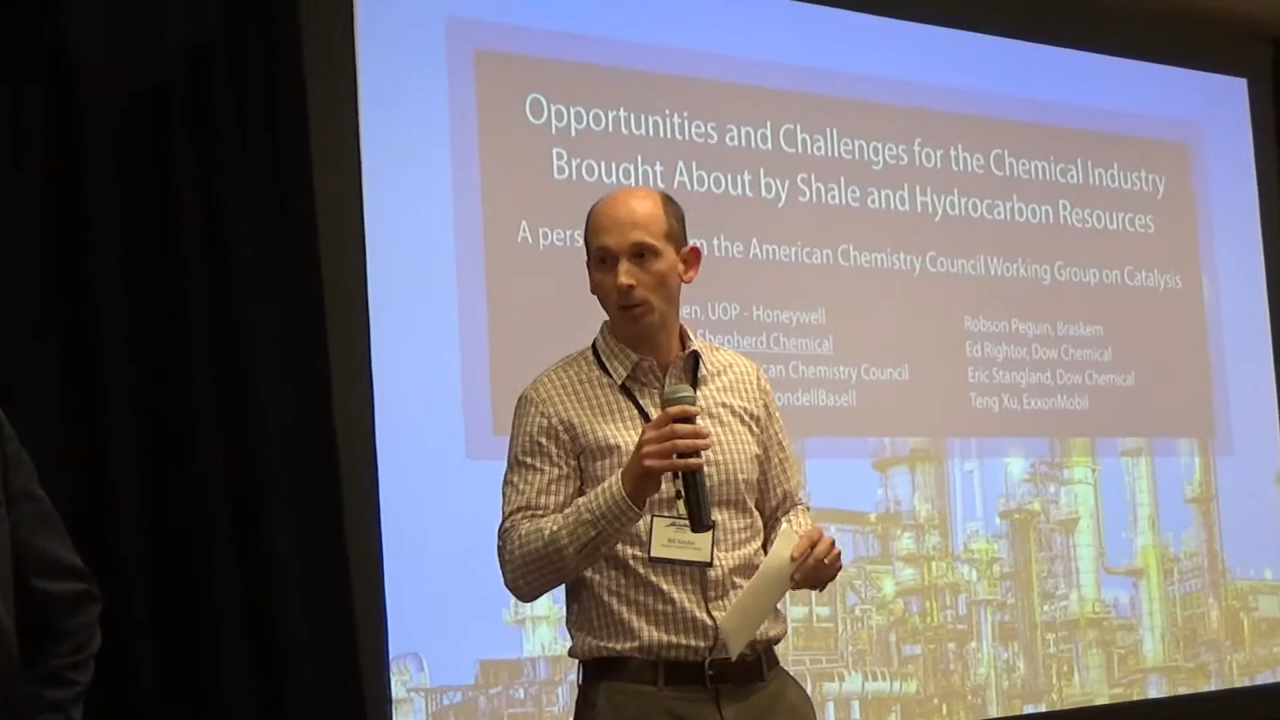 Opportunities and Challenges for the Chemical Industry
Brought About by Shale and Hydrocarbon Resources
A pers m the American Chemistry Council Working Group on Catalysis
en, UOP - Honeywell
Shepherd Chemical
can Chemistry Council
ondellBasell
Robson Peguin, Braskem
Ed Rightor, Dow Chemical
Eric Stangland, Dow Chemical
Teng Xu, ExxonMobil
Bill